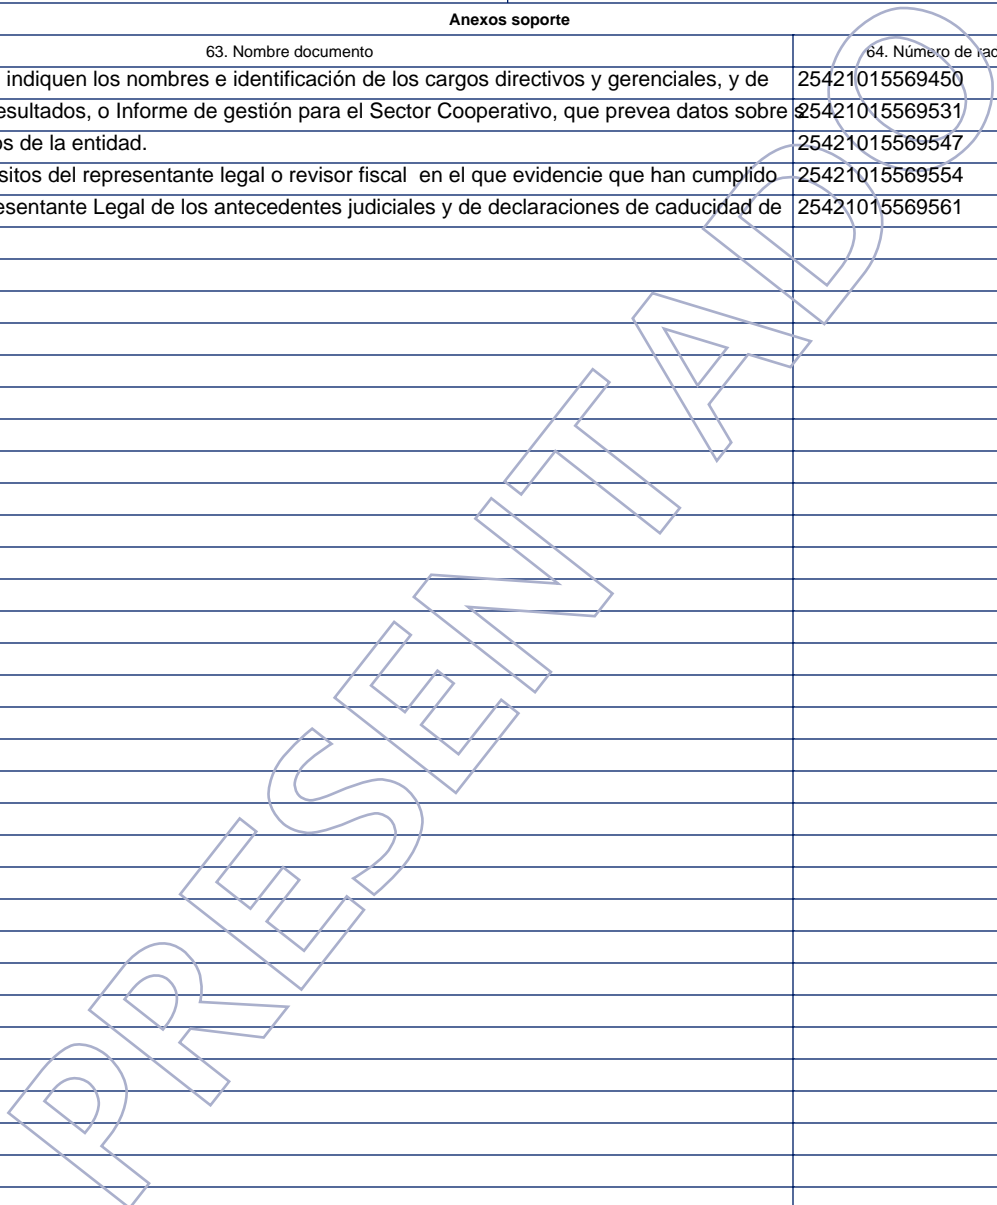 Anexos soporte
63. Nombre documento 64. Número de rad
indiquen los nombres e identificación de los cargos directivos y gerenciales, y de 25421015569450
esultados, o Informe de gestión para el Sector Cooperativo, que prevea datos sobre s 25421015569531
os de la entidad. 25421015569547
sitos del representante legal o revisor fiscal en el que evidencie que han cumplido 25421015569554
esentante Legal de los antecedentes judiciales y de declaraciones de caducidad de 25421015569561
PRESENTADO